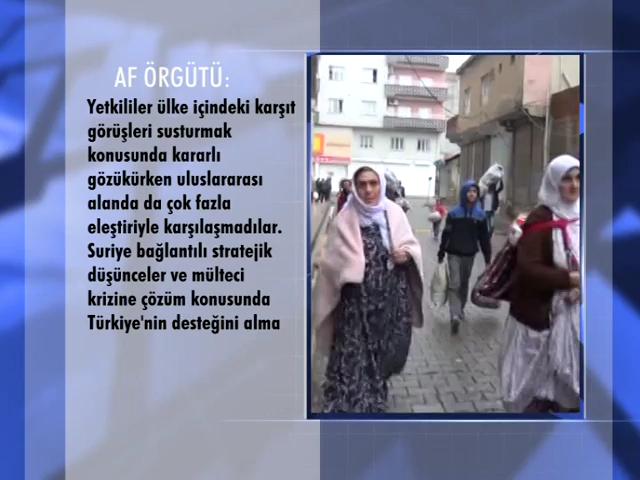 AF ÖRGÜTÜ:
Yetkililer ülke içindeki karşıt
görüşleri susturmak
konusunda kararlı
gözükürken uluslararası
alanda da çok fazla
eleştiriyle karşılaşmadılar.
Suriye bağlantılı stratejik
düşünceler ve mülteci
krizine çözüm konusunda
Türkiye'nin desteğini alma